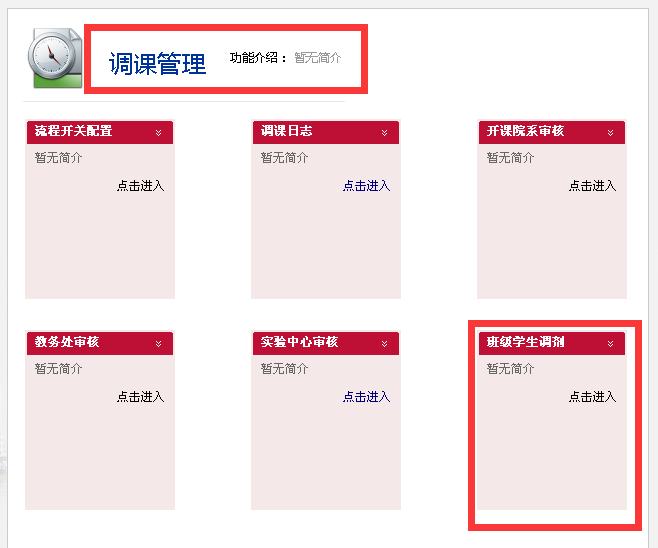 调课管理 功能介绍： 暂无简介
流程开关配置
暂无简介
点击进入
调课日志
暂无简介
点击进入
开课院系审核
暂无简介
点击进入
教务处审核
暂无简介
点击进入
实验中心审核
暂无简介
点击进入
班级学生调剂
暂无简介
点击进入